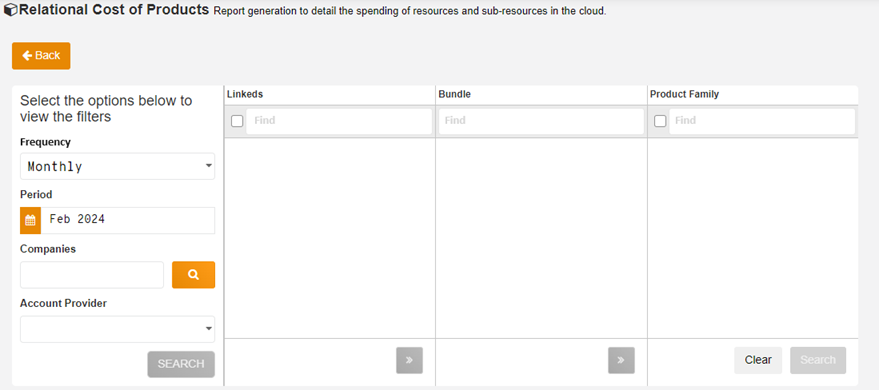 Relational Cost of Products Report generation to detail the spending of resources and sub-resources in the cloud.
Back
Select the options below to
view the filters
Frequency
Monthly
Period
Feb 2024
Companies
Account Provider
SEARCH
Linkeds
Find
»
Bundle
Find
»
Product Family
Find
Clear
Search